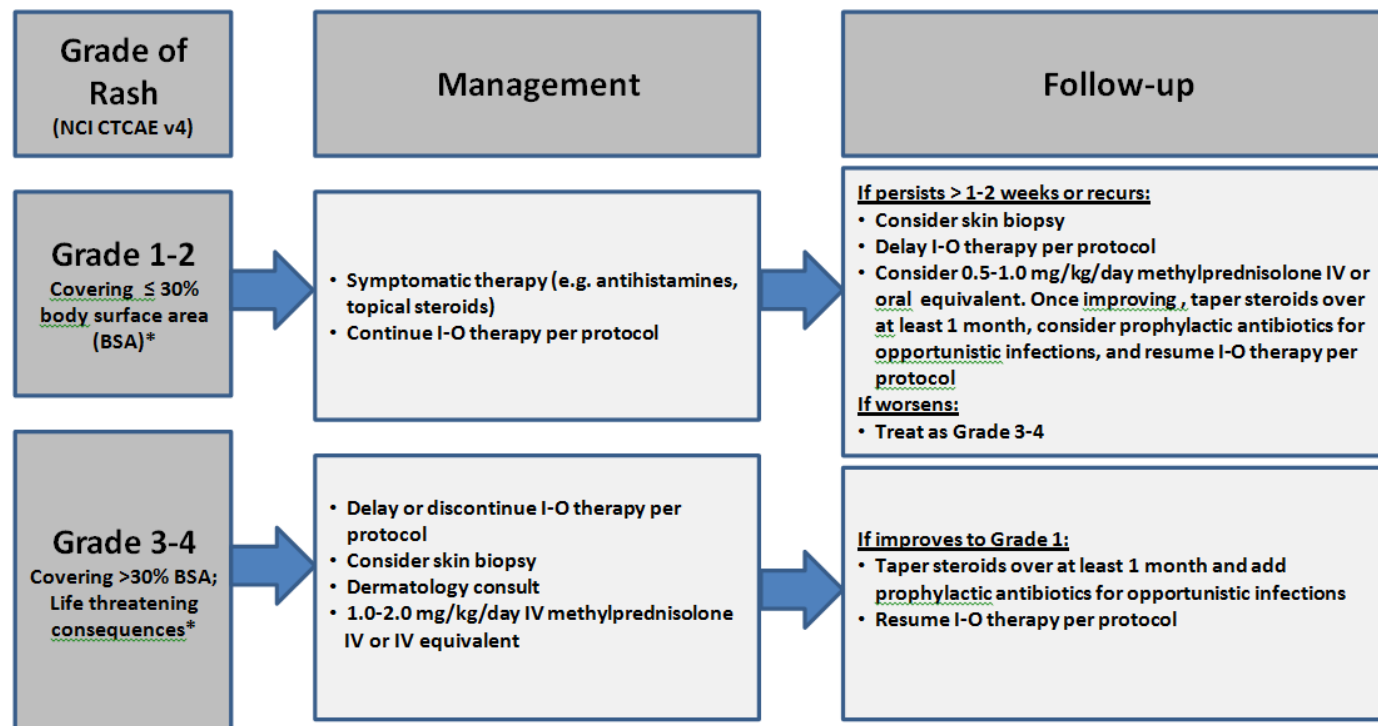 Grade of
Rash
(NCI CTCAE v4)
Management
Follow-up
Grade 1-2
Covering ≤ 30%
body surface area
(BSA)*
• Symptomatic therapy (e.g. antihistamines,
topical steroids)
• Continue I-O therapy per protocol
If persists > 1-2 weeks or recurs:
• Consider skin biopsy
• Delay I-O therapy per protocol
• Consider 0.5-1.0 mg/kg/day methylprednisolone IV or
oral equivalent. Once improving , taper steroids over
at least 1 month, consider prophylactic antibiotics for
opportunistic infections, and resume I-O therapy per
protocol
If worsens:
• Treat as Grade 3-4
Grade 3-4
Covering >30% BSA;
Life threatening
consequences*
• Delay or discontinue I-O therapy per
protocol
• Consider skin biopsy
• Dermatology consult
• 1.0-2.0 mg/kg/day IV methylprednisolone
IV or IV equivalent
If improves to Grade 1:
• Taper steroids over at least 1 month and add
prophylactic antibiotics for opportunistic infections
• Resume I-O therapy per protocol